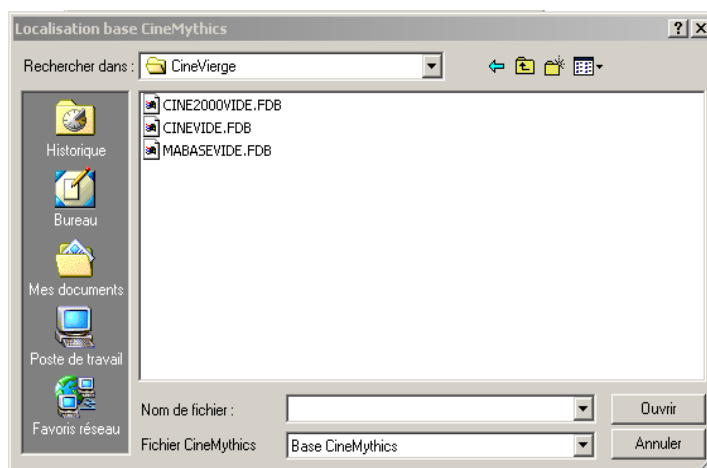 Localisation base CineMythics
Rechercher dans : CineVierge
CINE2000VIDE.FDB
CINEVIDE.FDB
MABASEVIDE.FDB
Historique
Bureau
Mes documents
Poste de travail
Favoris réseau
Nom de fichier : Ouvrir
Fichier CineMythics Base CineMythics Annuler